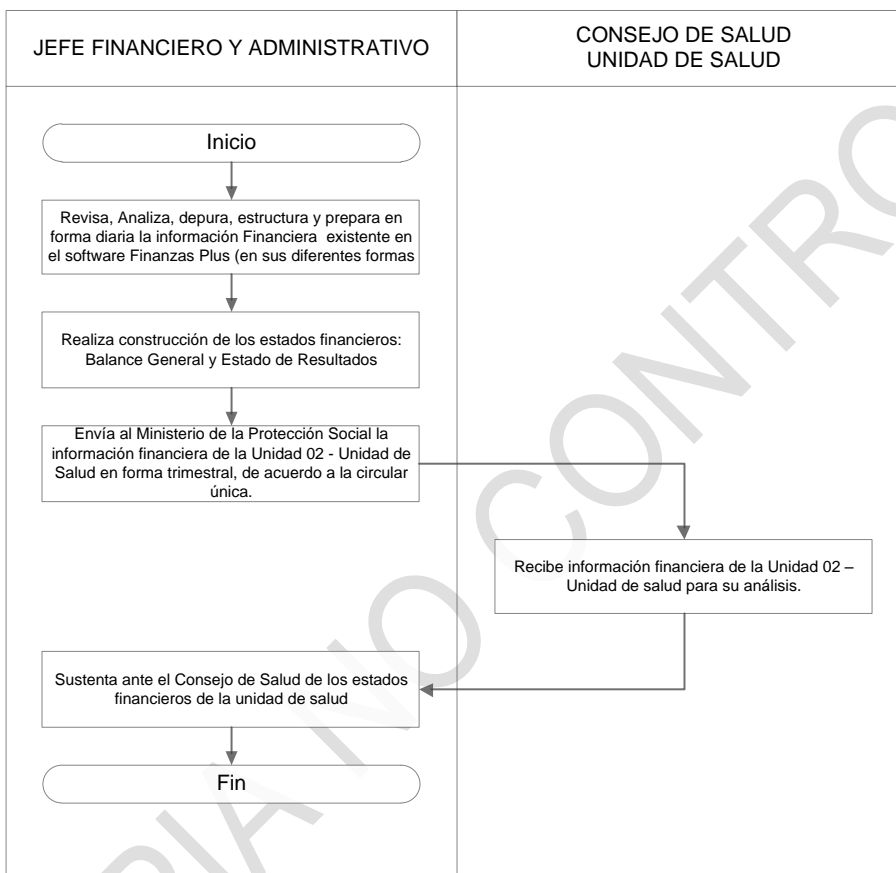 JEFE FINANCIERO Y ADMINISTRATIVO
CONSEJO DE SALUD
UNIDAD DE SALUD
Inicio
Revisa, Analiza, depura, estructura y prepara en
forma diaria la información Financiera existente en
el software Finanzas Plus (en sus diferentes formas
Realiza construcción de los estados financieros:
Balance General y Estado de Resultados
Envía al Ministerio de la Protección Social la
información financiera de la Unidad 02 - Unidad de
Salud en forma trimestral, de acuerdo a la circular
única.
Recibe información financiera de la Unidad 02 –
Unidad de salud para su análisis.
Sustenta ante el Consejo de Salud de los estados
financieros de la unidad de salud
Fin
PIA NO CONTRO